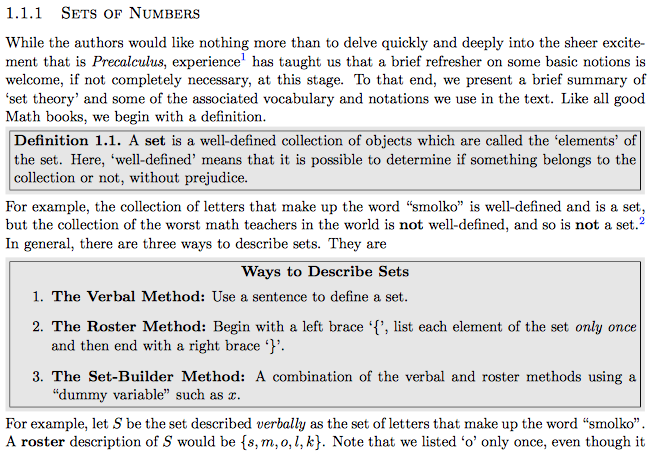 1.1.1 Sets of Numbers
While the authors would like nothing more than to delve quickly and deeply into the sheer excite-
ment that is Precalculus, experience¹ has taught us that a brief refresher on some basic notions is
welcome, if not completely necessary, at this stage. To that end, we present a brief summary of
‘set theory’ and some of the associated vocabulary and notations we use in the text. Like all good
Math books, we begin with a definition.
Definition 1.1. A set is a well-defined collection of objects which are called the ‘elements’ of
the set. Here, ‘well-defined’ means that it is possible to determine if something belongs to the
collection or not, without prejudice.
For example, the collection of letters that make up the word “smolko” is well-defined and is a set,
but the collection of the worst math teachers in the world is not well-defined, and so is not a set.²
In general, there are three ways to describe sets. They are
Ways to Describe Sets
1. The Verbal Method: Use a sentence to define a set.
2. The Roster Method: Begin with a left brace ‘{’, list each element of the set only once
and then end with a right brace ‘}’.
3. The Set-Builder Method: A combination of the verbal and roster methods using a
“dummy variable” such as x.
For example, let S be the set described verbally as the set of letters that make up the word “smolko”.
A roster description of S would be {s, m, o, l, k}. Note that we listed ‘o’ only once, even though it